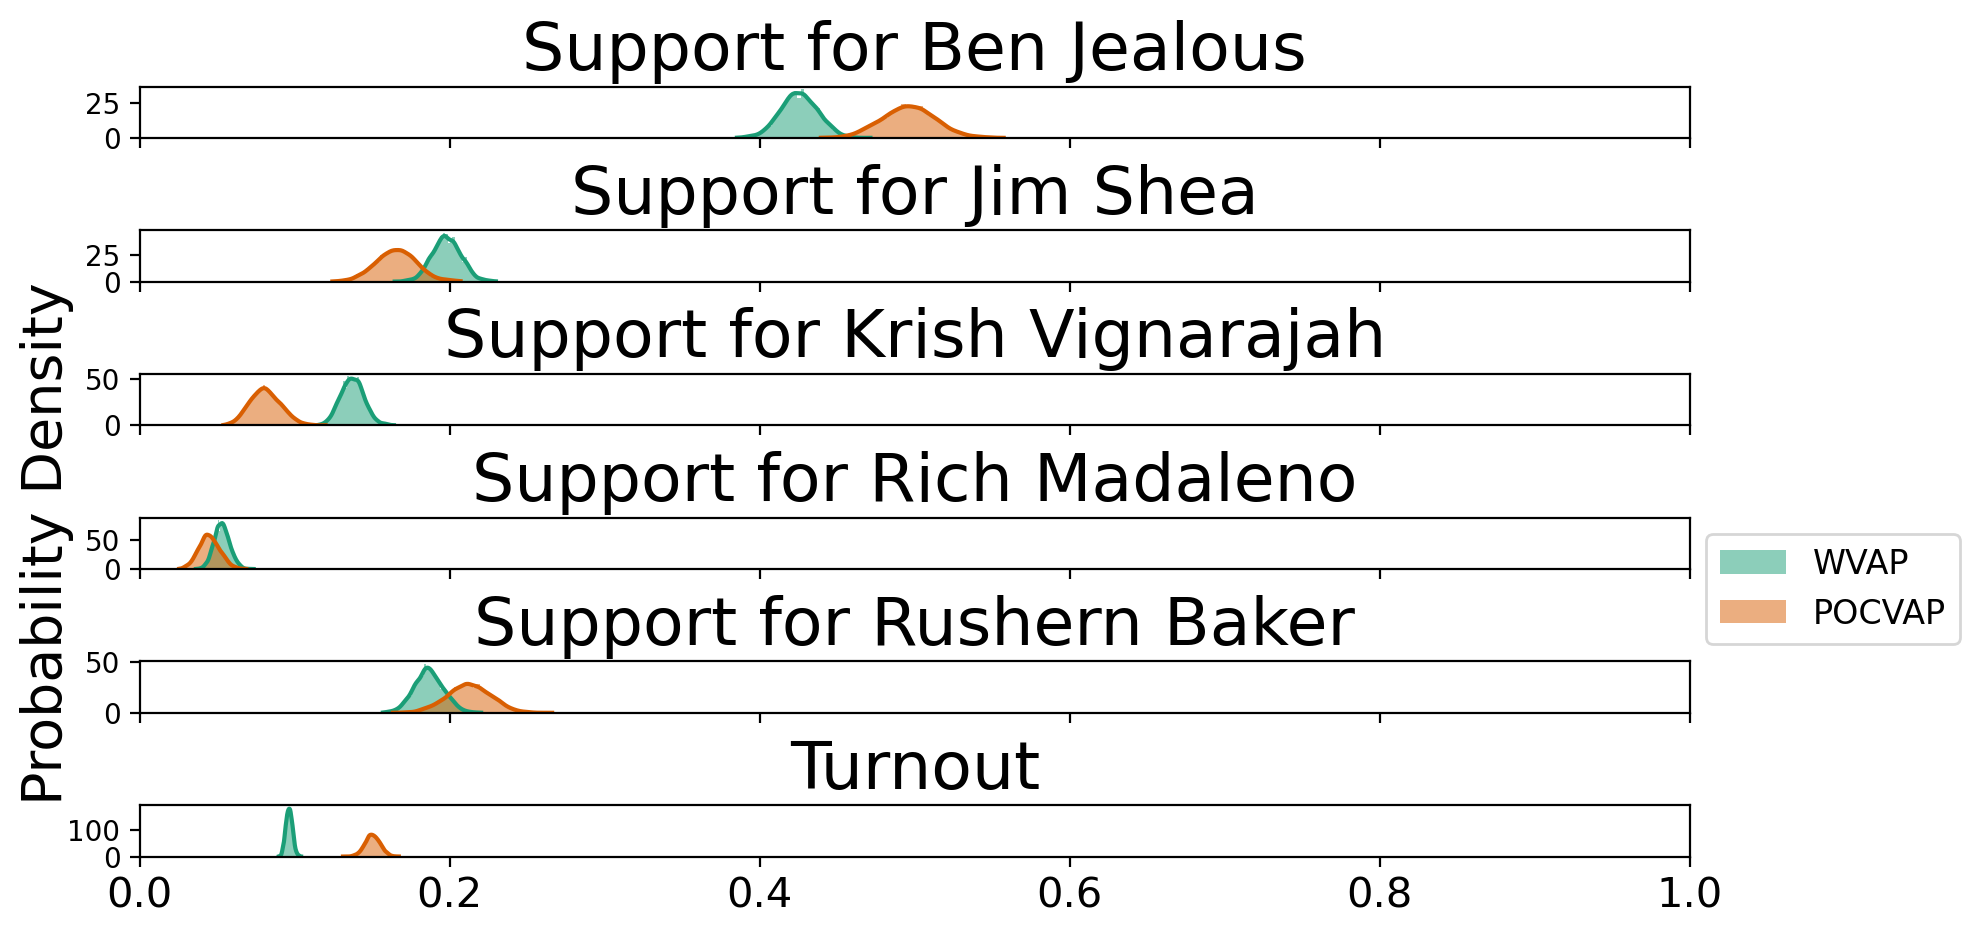 Support for Ben Jealous
25
0
Support for Jim Shea
25
0
Support for Krish Vignarajah
50
0
Support for Rich Madaleno
50
0
Support for Rushern Baker
50
0
Turnout
100
0
0.0 0.2 0.4 0.6 0.8 1.0
Probability Density
WVAP
POCVAP